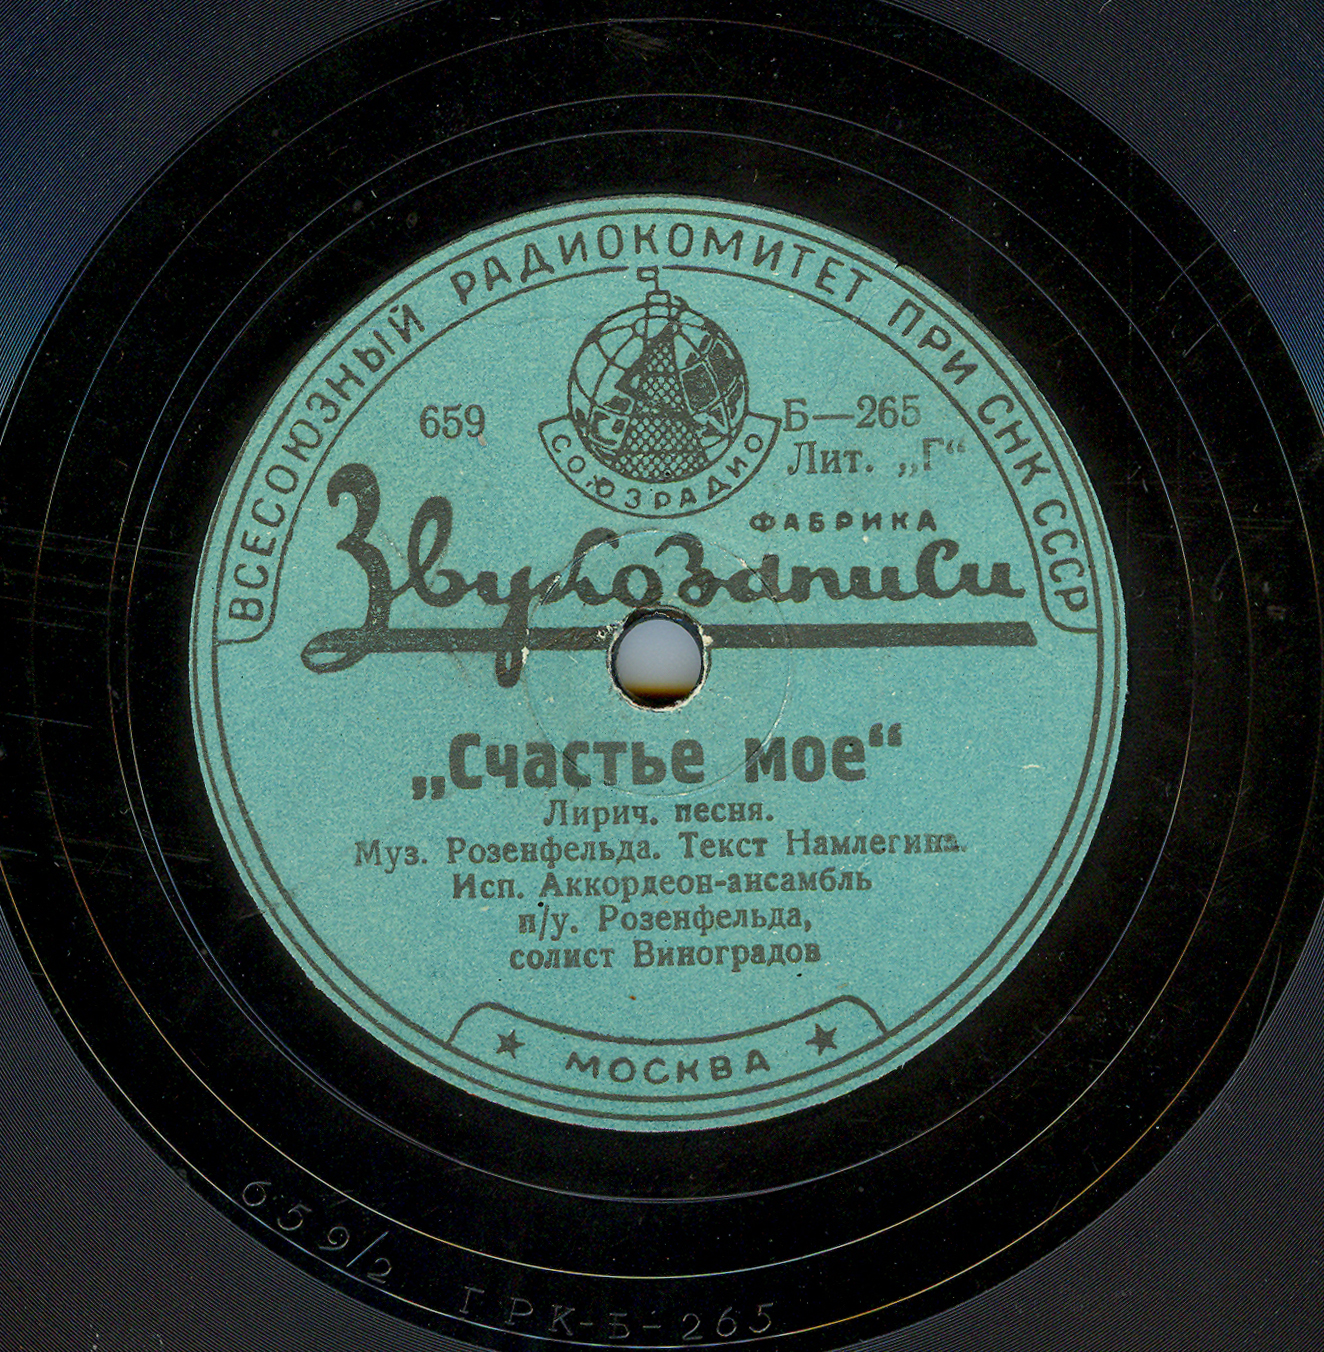 ВСЕСОЮЗНЫЙ РАДИОКОМИТЕТ ПРИ СНК СССР
СОЮЗРАДИО
659
Б—265
Лит. „Г“
ФАБРИКА
Звукозаписи
„Счастье мое“
Лирич. песня.
Муз. Розенфельда. Текст Намлегина.
Исп. Аккордеон-ансамбль
п/у. Розенфельда,
солист Виноградов
★ МОСКВА ★
659/2 ГРК-Б-265